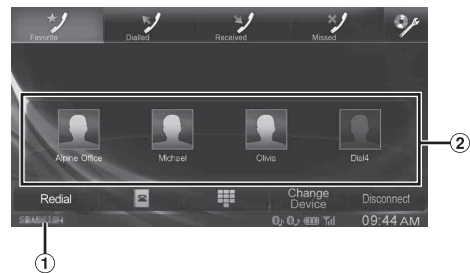 Favorite Dialled Received Missed
Alpine Office Michael Olivia Dial4
2
Redial Change Device Disconnect
09:44 AM
1